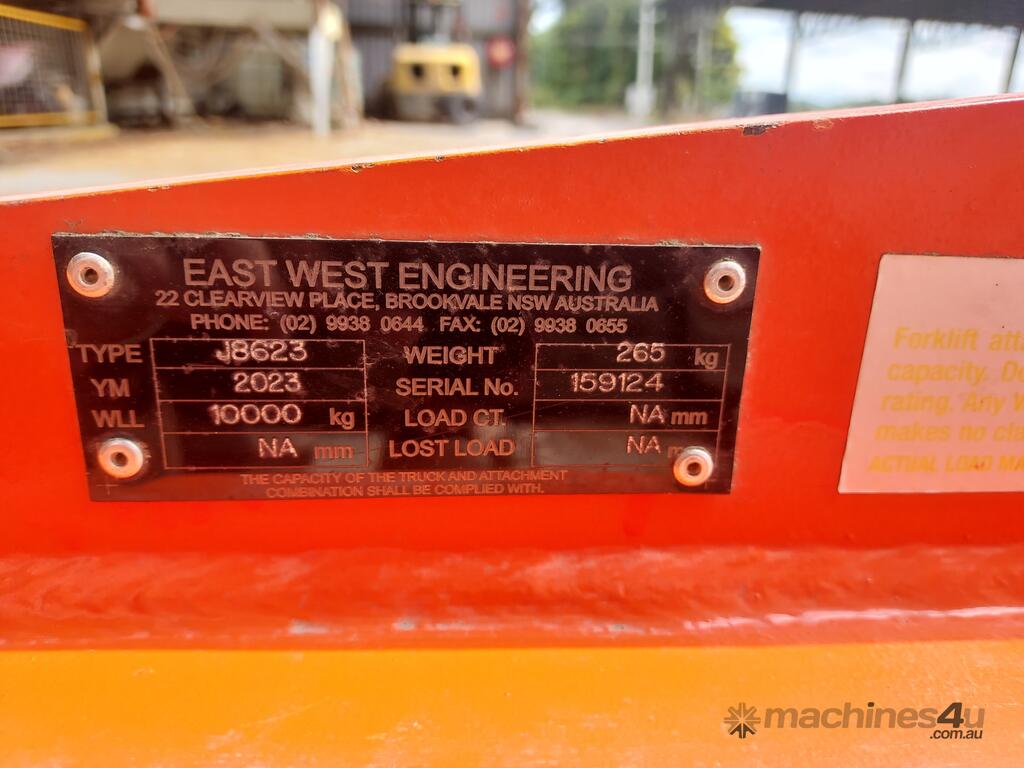 EAST WEST ENGINEERING
22 CLEARVIEW PLACE, BROOKVALE NSW AUSTRALIA
PHONE: (02) 9938 0644 FAX: (02) 9938 0655
TYPE J8623 WEIGHT 265 kg
YM 2023 SERIAL No. 159124
WLL 10000 kg LOAD CT. NA mm
NA mm LOST LOAD NA
THE CAPACITY OF THE TRUCK AND ATTACHMENT
COMBINATION SHALL BE COMPLIED WITH.
Forklift
capacity.
rating. Any
makes no
ACTUAL LOAD
machines4u
.com.au